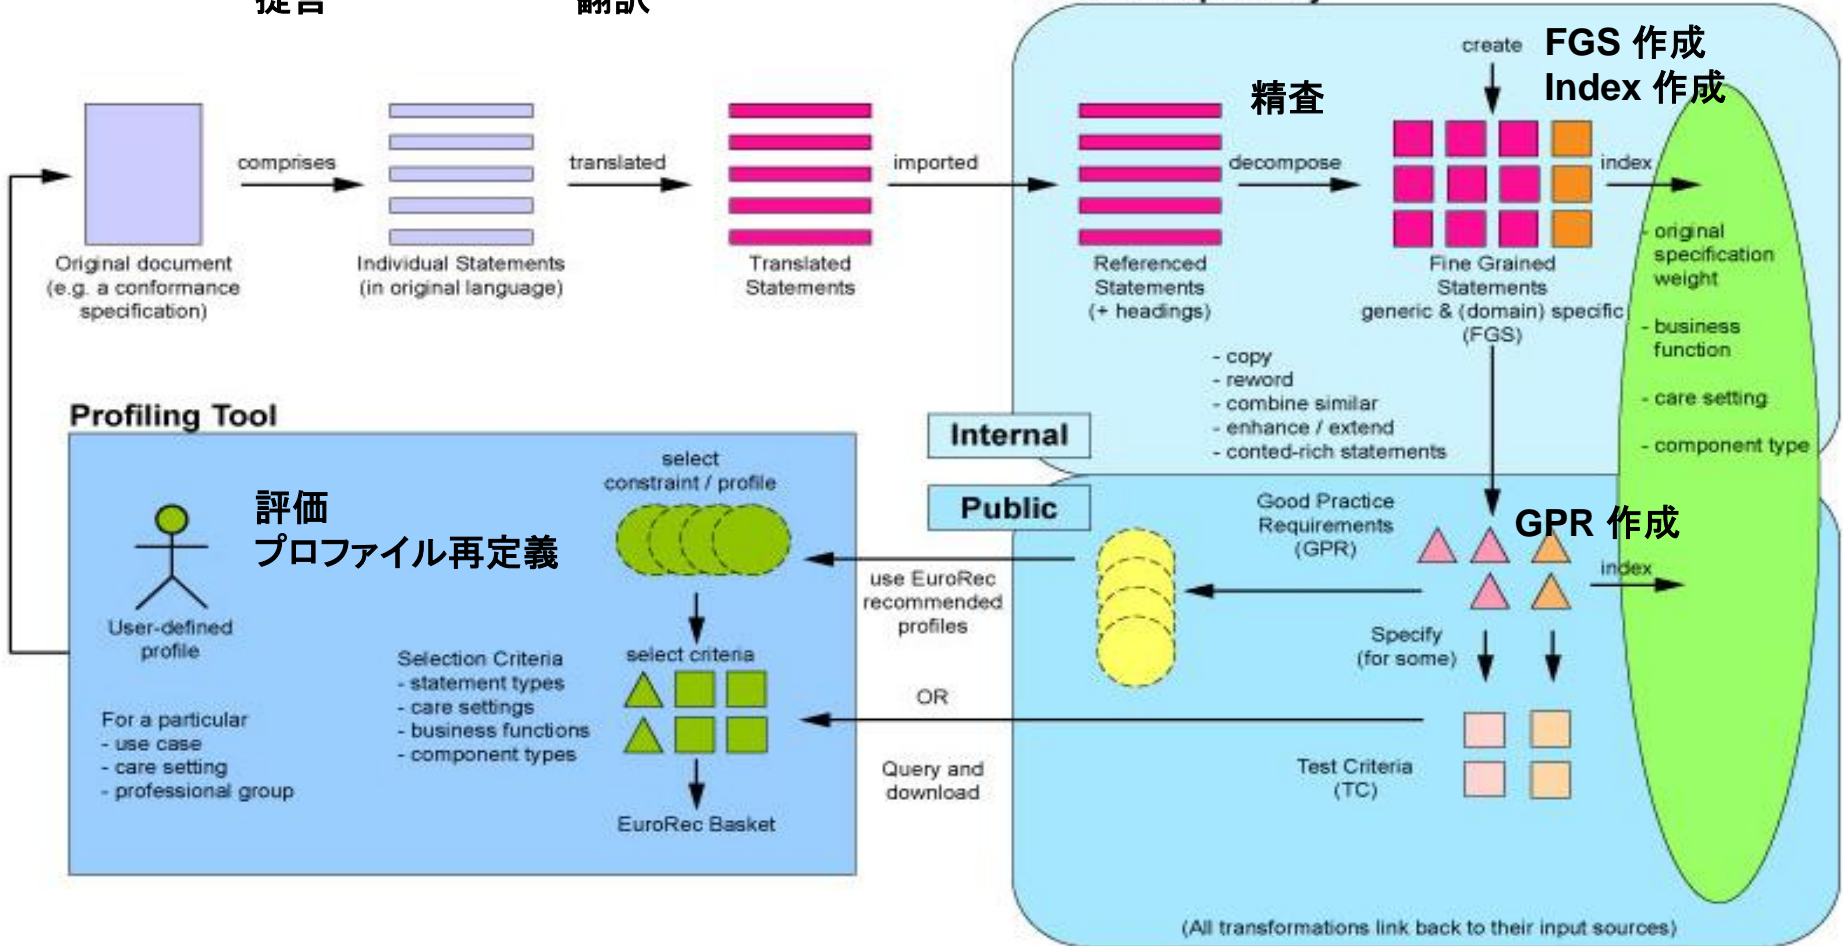 提言
翻訳
create
FGS 作成
Index 作成
精査
comprises
translated
imported
decompose
index
Original document
(e.g. a conformance
specification)
Individual Statements
(in original language)
Translated
Statements
Referenced
Statements
(+ headings)
Fine Grained
Statements
generic & (domain) specific
(FGS)
- original
specification
weight
- business
function
- care setting
- component type
- copy
- reword
- combine similar
- enhance / extend
- conted-rich statements
Internal
Public
Profiling Tool
評価
プロファイル再定義
User-defined
profile
For a particular
- use case
- care setting
- professional group
select
constraint / profile
select criteria
Selection Criteria
- statement types
- care settings
- business functions
- component types
EuroRec Basket
use EuroRec
recommended
profiles
OR
Query and
download
Good Practice
Requirements
(GPR)
GPR 作成
index
Specify
(for some)
Test Criteria
(TC)
(All transformations link back to their input sources)